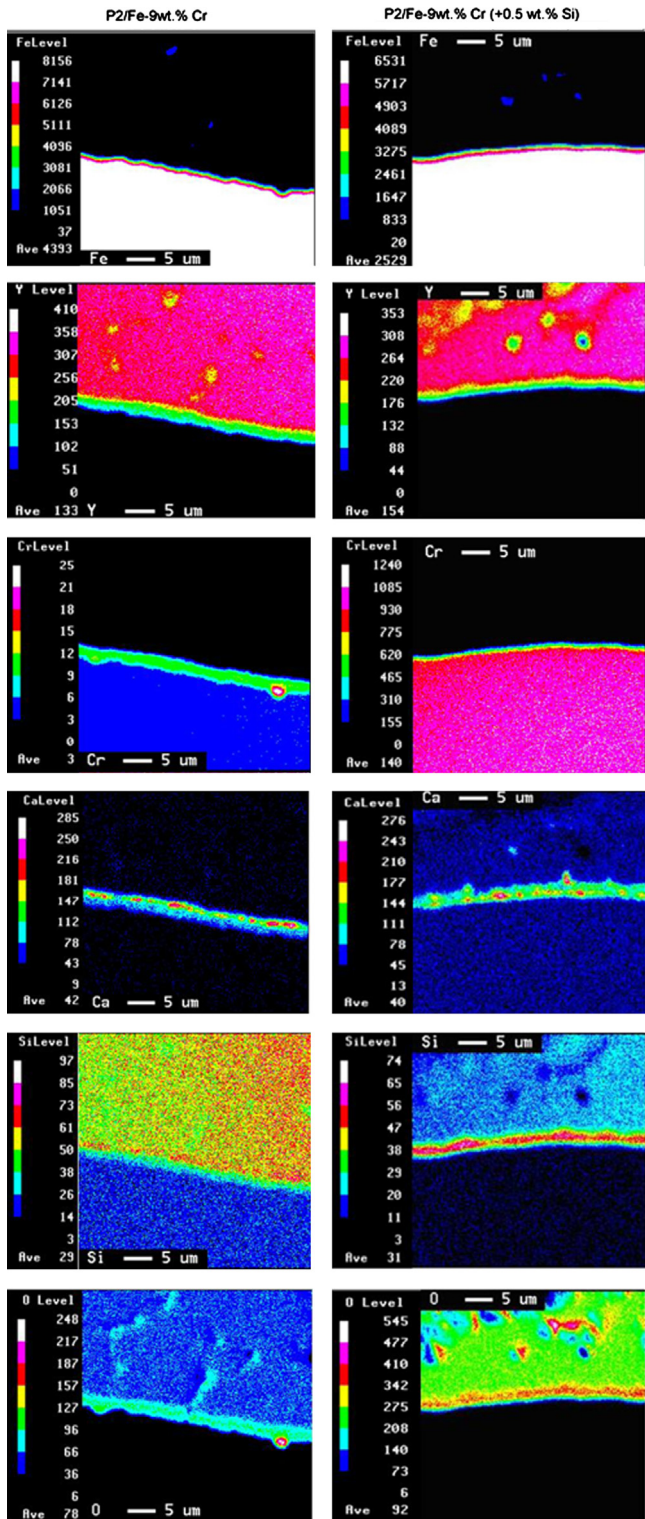 P2/Fe-9wt.% Cr
P2/Fe-9wt.% Cr (+0.5 wt.% Si)
FeLevel
8156
7141
6126
5111
4096
3081
2066
1051
37
Ave 4393
Fe 5 um
FeLevel
6531
5717
4903
4089
3275
2461
1647
833
20
Ave 2529
Fe 5 um
Y Level
410
358
307
256
205
153
102
51
0
Ave 133
Y 5 um
Y Level
353
308
264
220
176
132
88
44
0
Ave 154
Y 5 um
CrLevel
25
21
18
15
12
9
6
3
0
Ave 3
Cr 5 um
CrLevel
1240
1085
930
775
620
465
310
155
0
Ave 140
Cr 5 um
CaLevel
285
250
216
181
147
112
78
43
9
Ave 42
Ca 5 um
CaLevel
276
243
210
177
144
111
78
45
13
Ave 40
Ca 5 um
SiLevel
97
85
73
61
50
38
26
14
3
Ave 29
Si 5 um
SiLevel
74
65
56
47
38
29
20
11
3
Ave 31
Si 5 um
O Level
248
217
187
157
127
96
66
36
6
Ave 78
O 5 um
O Level
545
477
410
342
275
208
140
73
6
Ave 92
O 5 um